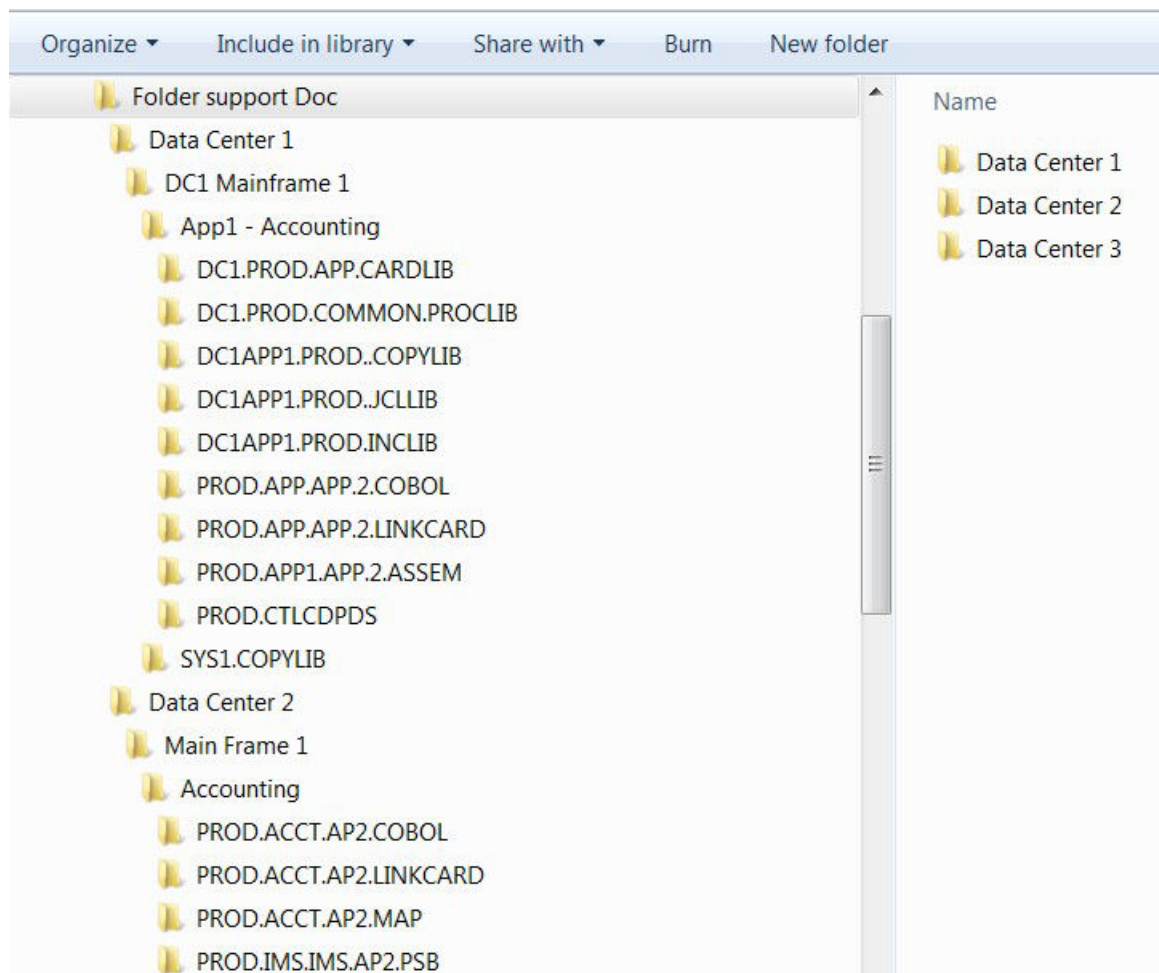 Organize Include in library Share with Burn New folder
Folder support Doc
Data Center 1
DC1 Mainframe 1
App1 - Accounting
DC1.PROD.APP.CARDLIB
DC1.PROD.COMMON.PROCLIB
DC1APP1.PROD..COPYLIB
DC1APP1.PROD..JCLLIB
DC1APP1.PROD.INCLIB
PROD.APP.APP.2.COBOL
PROD.APP.APP.2.LINKCARD
PROD.APP1.APP.2.ASSEM
PROD.CTLCDPDS
SYS1.COPYLIB
Data Center 2
Main Frame 1
Accounting
PROD.ACCT.AP2.COBOL
PROD.ACCT.AP2.LINKCARD
PROD.ACCT.AP2.MAP
PROD.IMS.IMS.AP2.PSB
Name
Data Center 1
Data Center 2
Data Center 3